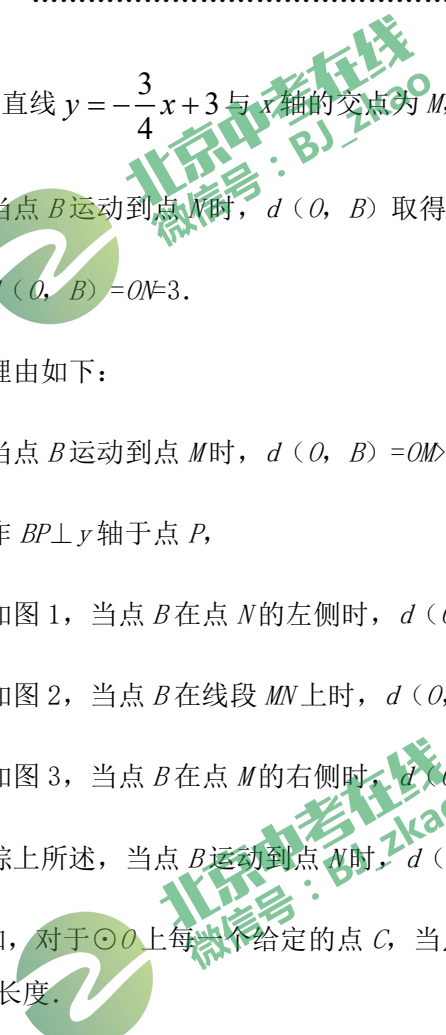 直线 y = -\frac{3}{4}x + 3 与 x 轴的交点为 M,
当点 B 运动到点 N 时，d（O，B）取得
（O，B）=ON=3．
理由如下：
当点 B 运动到点 M 时，d（O，B）=OM>
作 BP⊥y 轴于点 P，
如图 1，当点 B 在点 N 的左侧时，d（
如图 2，当点 B 在线段 MN 上时，d（O，
如图 3，当点 B 在点 M 的右侧时，d（
综上所述，当点 B 运动到点 N 时，d（
，对于⊙O 上每一个给定的点 C，当
长度．
北京中考在线
微信号：BJ_zkao
北京中考在线
微信号：BJ_zkao